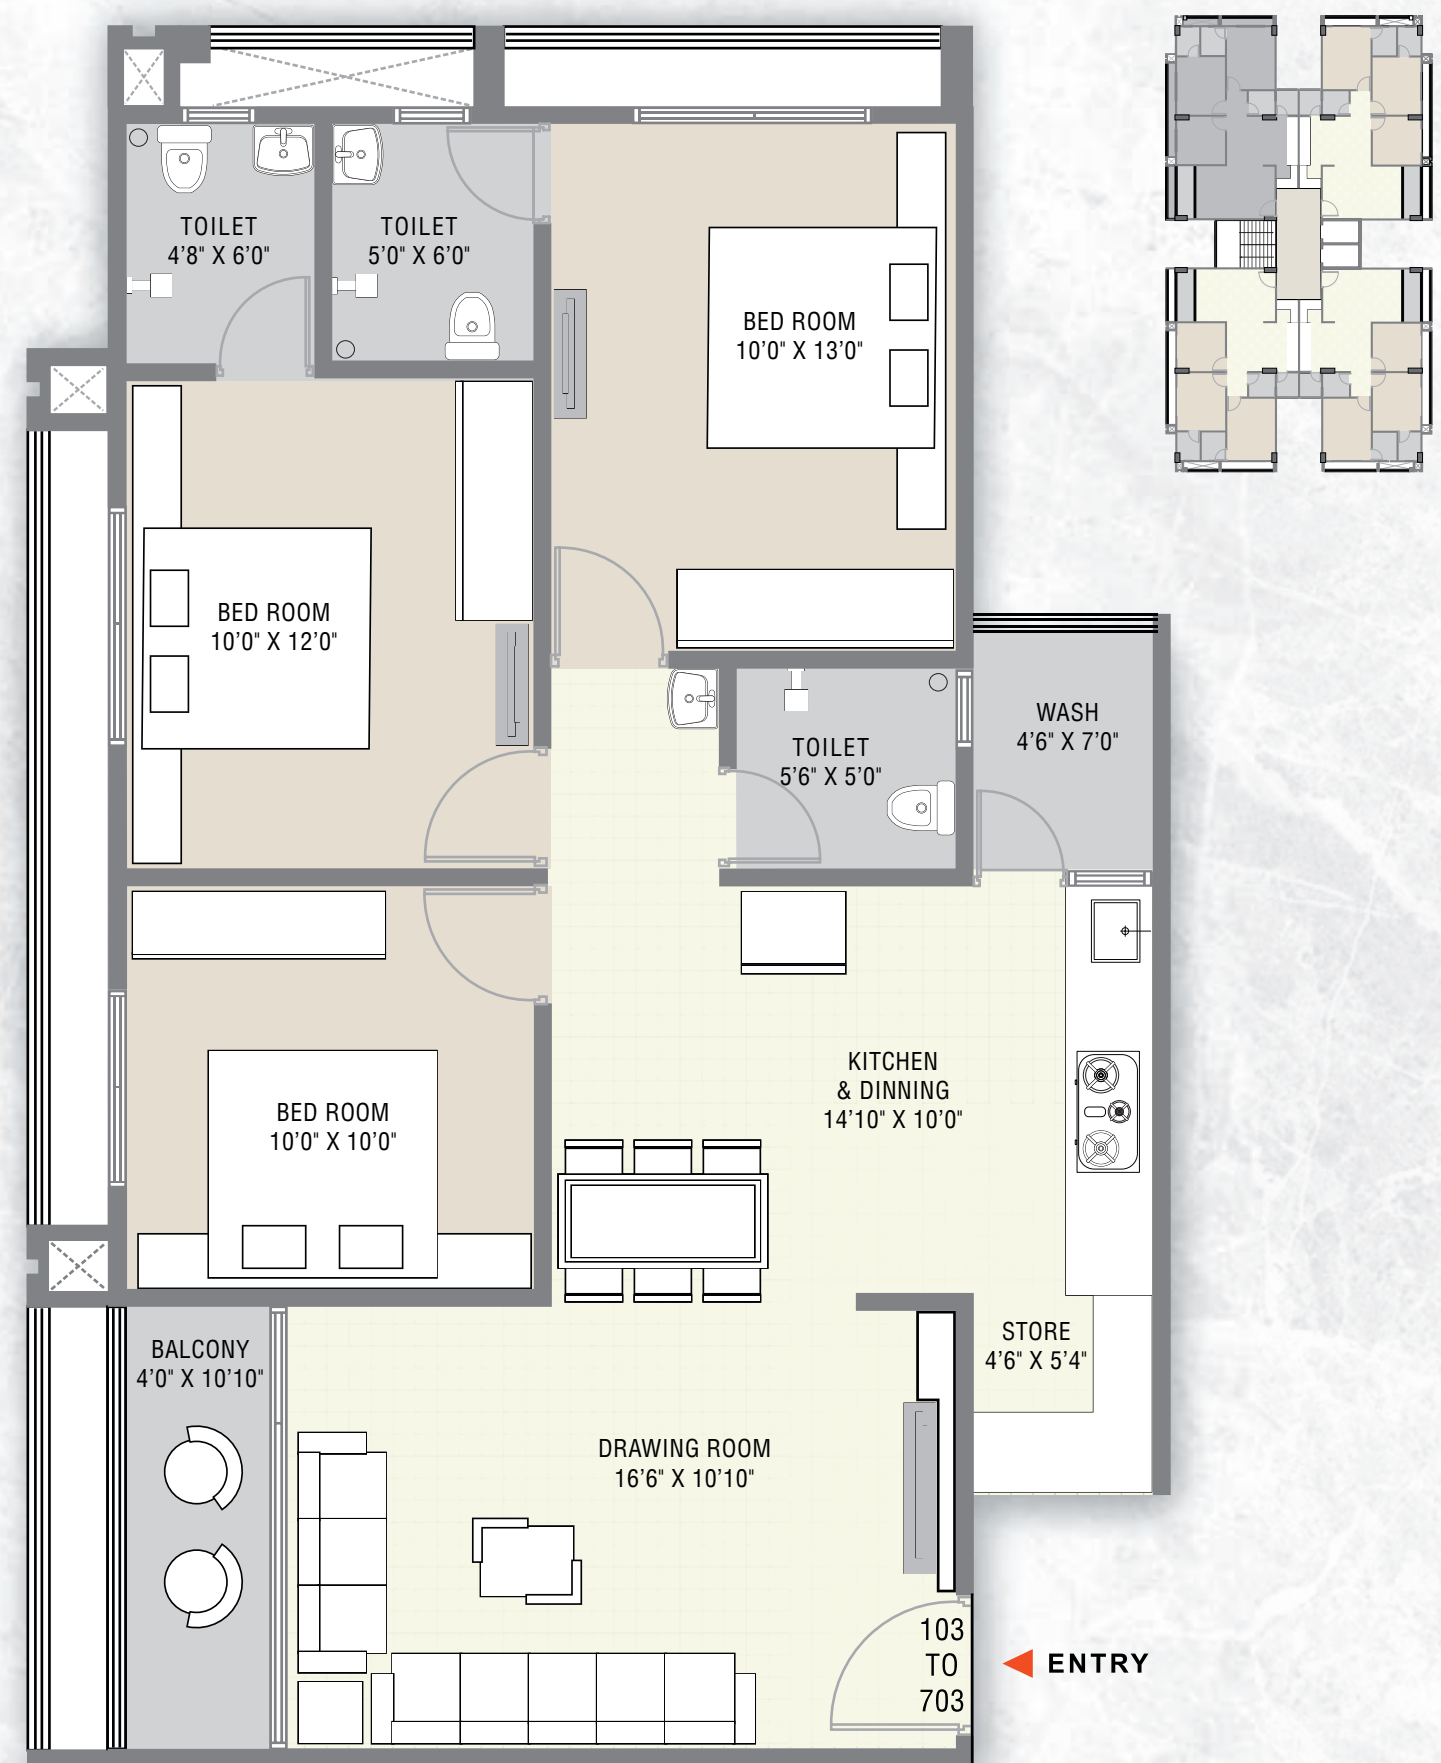 TOILET
4'8" X 6'0"
TOILET
5'0" X 6'0"
BED ROOM
10'0" X 13'0"
BED ROOM
10'0" X 12'0"
WASH
4'6" X 7'0"
TOILET
5'6" X 5'0"
KITCHEN
& DINNING
14'10" X 10'0"
BED ROOM
10'0" X 10'0"
STORE
4'6" X 5'4"
BALCONY
4'0" X 10'10"
DRAWING ROOM
16'6" X 10'10"
103
TO
703
ENTRY